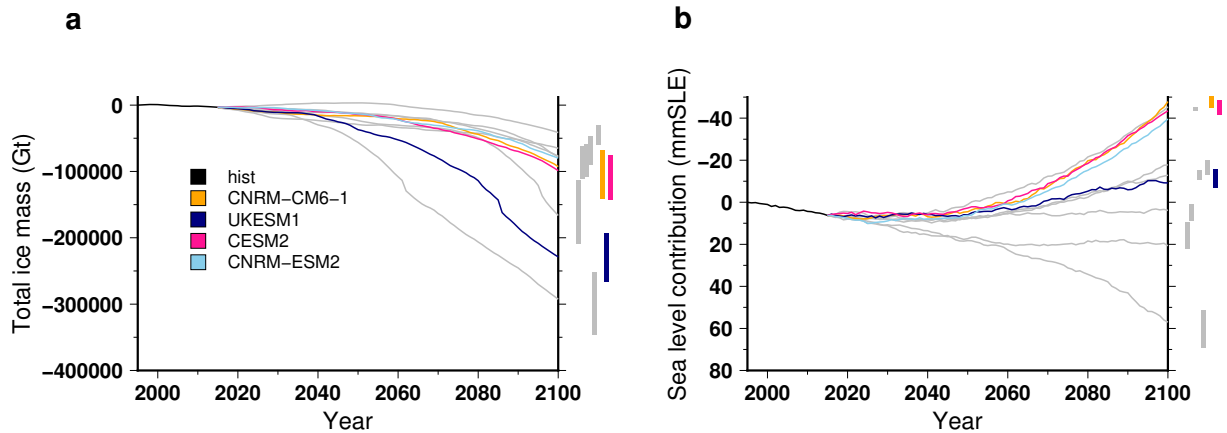 a
Total ice mass (Gt)
0
−100000
−200000
−300000
−400000
hist
CNRM−CM6−1
UKESM1
CESM2
CNRM−ESM2
2000 2020 2040 2060 2080 2100
Year
b
Sea level contribution (mmSLE)
−40
−20
0
20
40
60
80
2000 2020 2040 2060 2080 2100
Year